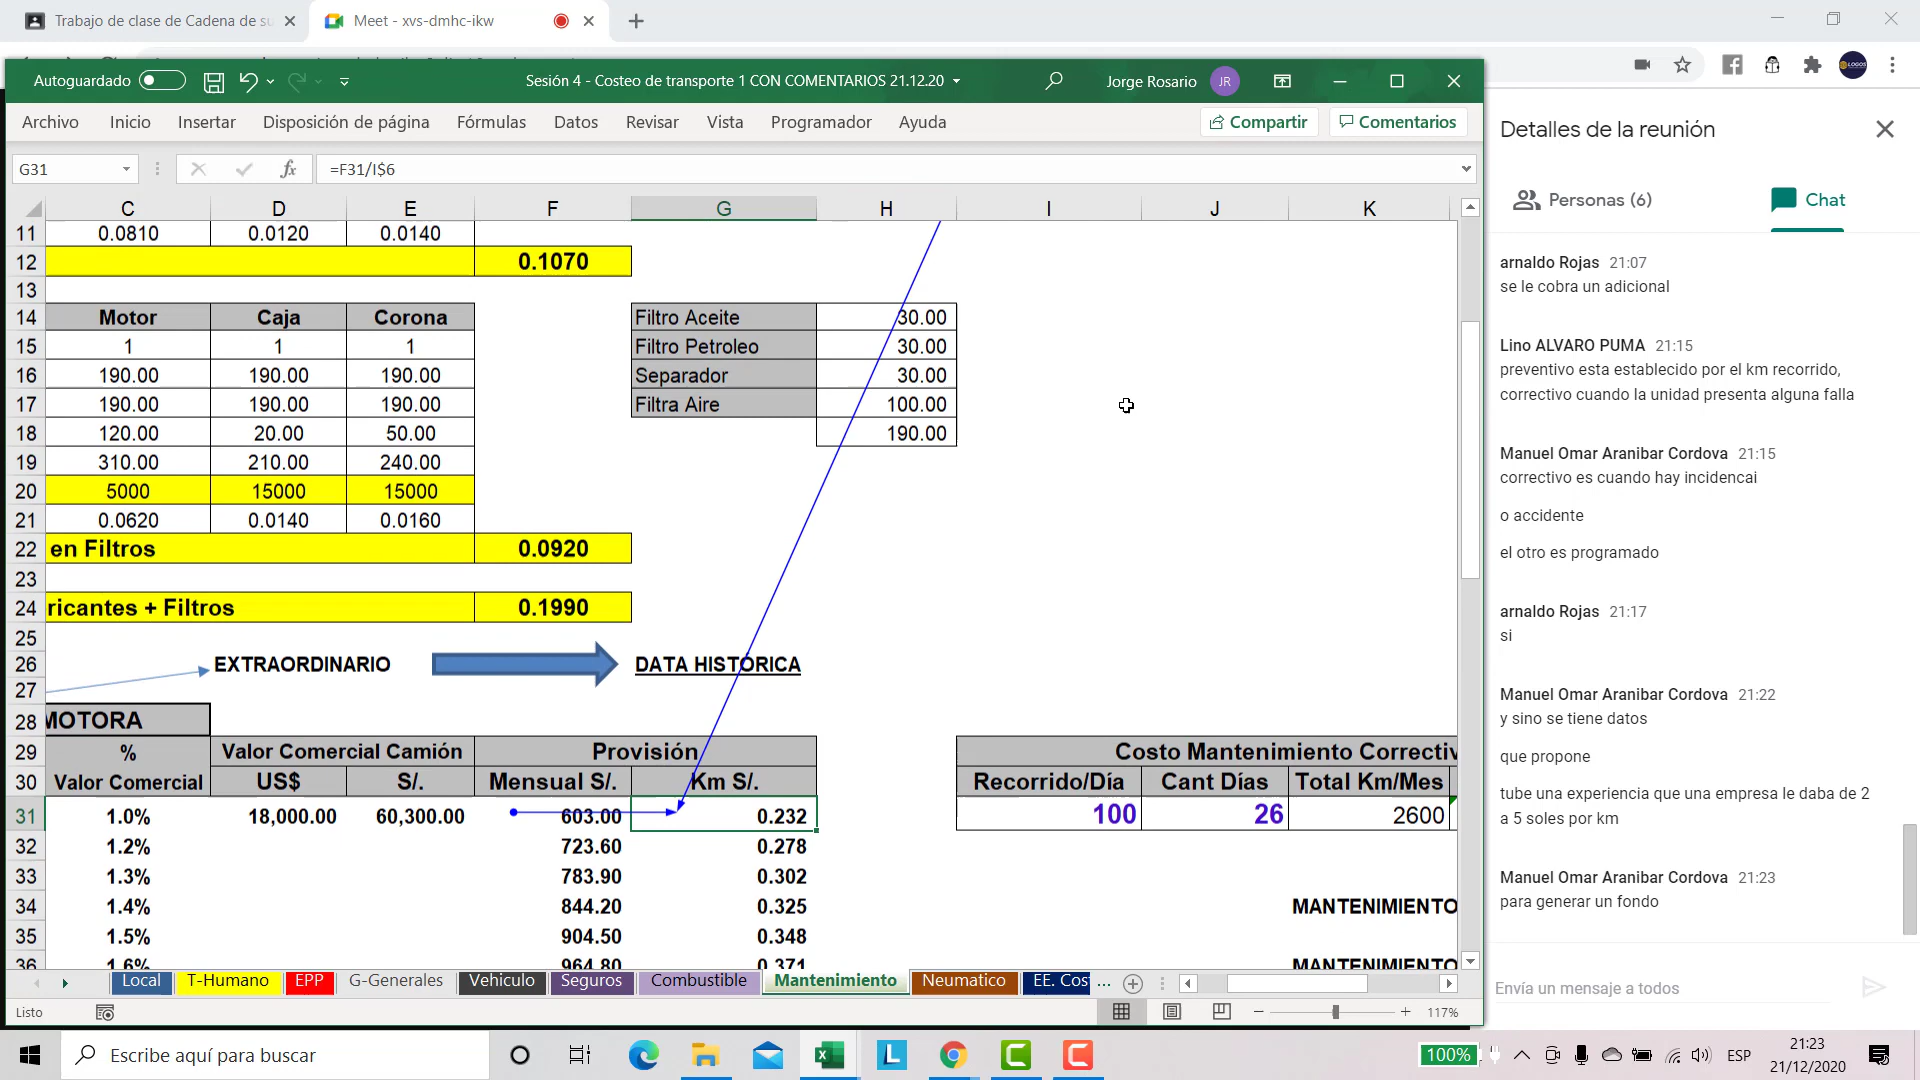 Trabajo de clase de Cadena de su
Meet - xvs-dmhc-ikw
Autoguardado
Sesión 4 - Costeo de transporte 1 CON COMENTARIOS 21.12.20
Jorge Rosario
JR
Archivo Inicio Insertar Disposición de página Fórmulas Datos Revisar Vista Programador Ayuda
Compartir
Comentarios
G31
fx
=F31/I$6
C D E F G H I J K
11 0.0810 0.0120 0.0140
12 0.1070
13
14 Motor Caja Corona Filtro Aceite 30.00
15 1 1 1 Filtro Petroleo 30.00
16 190.00 190.00 190.00 Separador 30.00
17 190.00 190.00 190.00 Filtra Aire 100.00
18 120.00 20.00 50.00 190.00
19 310.00 210.00 240.00
20 5000 15000 15000
21 0.0620 0.0140 0.0160
22 en Filtros 0.0920
23
24 ricantes + Filtros 0.1990
25
26 EXTRAORDINARIO DATA HISTORICA
27
28 MOTORA
29 % Valor Comercial Camión Provisión Costo Mantenimiento Correctiv
30 Valor Comercial US$ S/. Mensual S/. Km S/. Recorrido/Día Cant Días Total Km/Mes
31 1.0% 18,000.00 60,300.00 603.00 0.232 100 26 2600
32 1.2% 723.60 0.278
33 1.3% 783.90 0.302
34 1.4% 844.20 0.325 MANTENIMIENTO
35 1.5% 904.50 0.348
36 1.6% 964.80 0.371 MANTENIMIENTO
Local T-Humano EPP G-Generales Vehiculo Seguros Combustible Mantenimiento Neumatico EE. Cos ...
Listo
117%
Detalles de la reunión
Personas (6)
Chat
arnaldo Rojas 21:07
se le cobra un adicional
Lino ALVARO PUMA 21:15
preventivo esta establecido por el km recorrido,
correctivo cuando la unidad presenta alguna falla
Manuel Omar Aranibar Cordova 21:15
correctivo es cuando hay incidencai
o accidente
el otro es programado
arnaldo Rojas 21:17
si
Manuel Omar Aranibar Cordova 21:22
y sino se tiene datos
que propone
tube una experiencia que una empresa le daba de 2
a 5 soles por km
Manuel Omar Aranibar Cordova 21:23
para generar un fondo
Envía un mensaje a todos
Escribe aquí para buscar
100%
ESP
21:23
21/12/2020